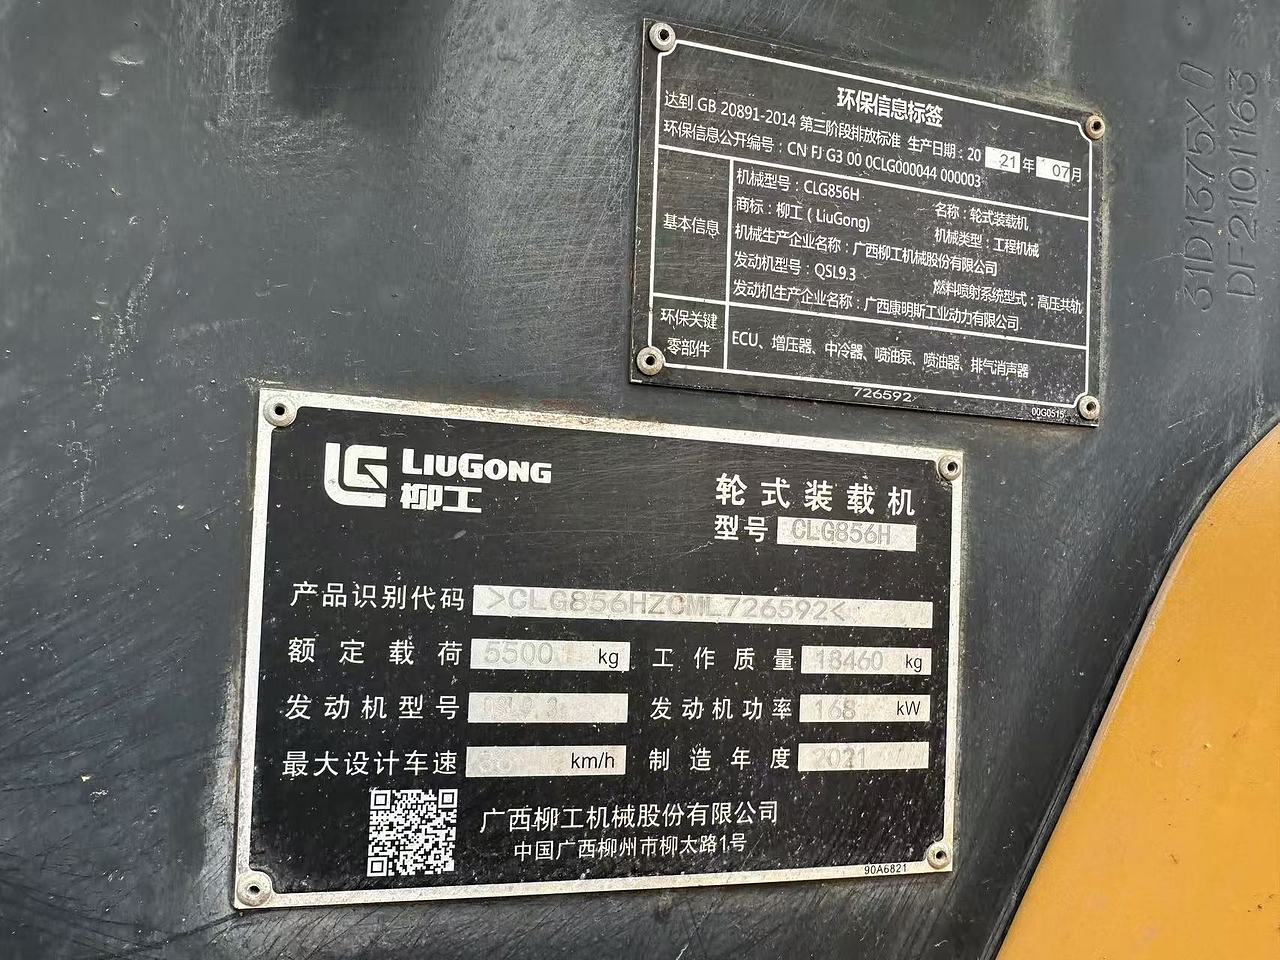 环保信息标签
达到 GB 20891-2014 第三阶段排放标准 生产日期: 20 21 年 07月
环保信息公开编号: CN FJ G3 00 0CLG000044 000003
基本信息
机械型号: CLG856H 名称: 轮式装载机
商标: 柳工 (LiuGong) 机械类型: 工程机械
机械生产企业名称: 广西柳工机械股份有限公司
发动机型号: QSL9.3 燃料喷射系统型式: 高压共轨
发动机生产企业名称: 广西康明斯工业动力有限公司
环保关键零部件
ECU、增压器、中冷器、喷油泵、喷油器、排气消声器
726592
00G0515
31D1375X0
DF2101163
LG LIUGONG
柳工
轮式装载机
型号 CLG856H
产品识别代码 >CLG856HZCML726592<
额定载荷 5500 kg 工作质量 18460 kg
发动机型号 QSL9.3 发动机功率 168 kW
最大设计车速 km/h 制造年度 2021
广西柳工机械股份有限公司
中国广西柳州市柳太路1号
90A6821